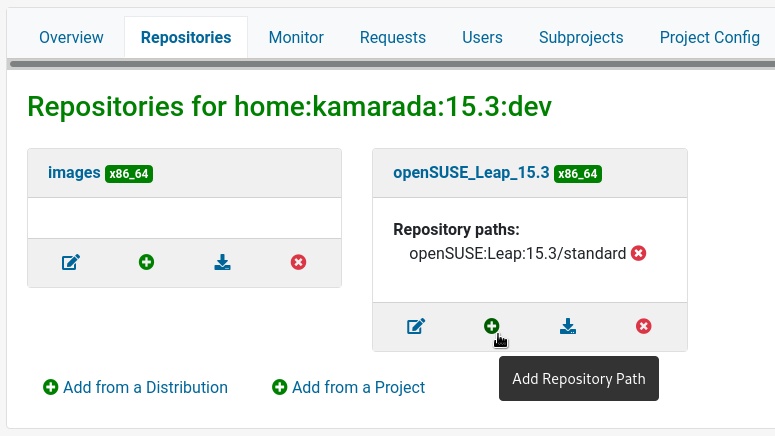 Overview Repositories Monitor Requests Users Subprojects Project Config
Repositories for home:kamarada:15.3:dev
images x86_64
openSUSE_Leap_15.3 x86_64
Repository paths:
openSUSE:Leap:15.3/standard
Add Repository Path
Add from a Distribution Add from a Project